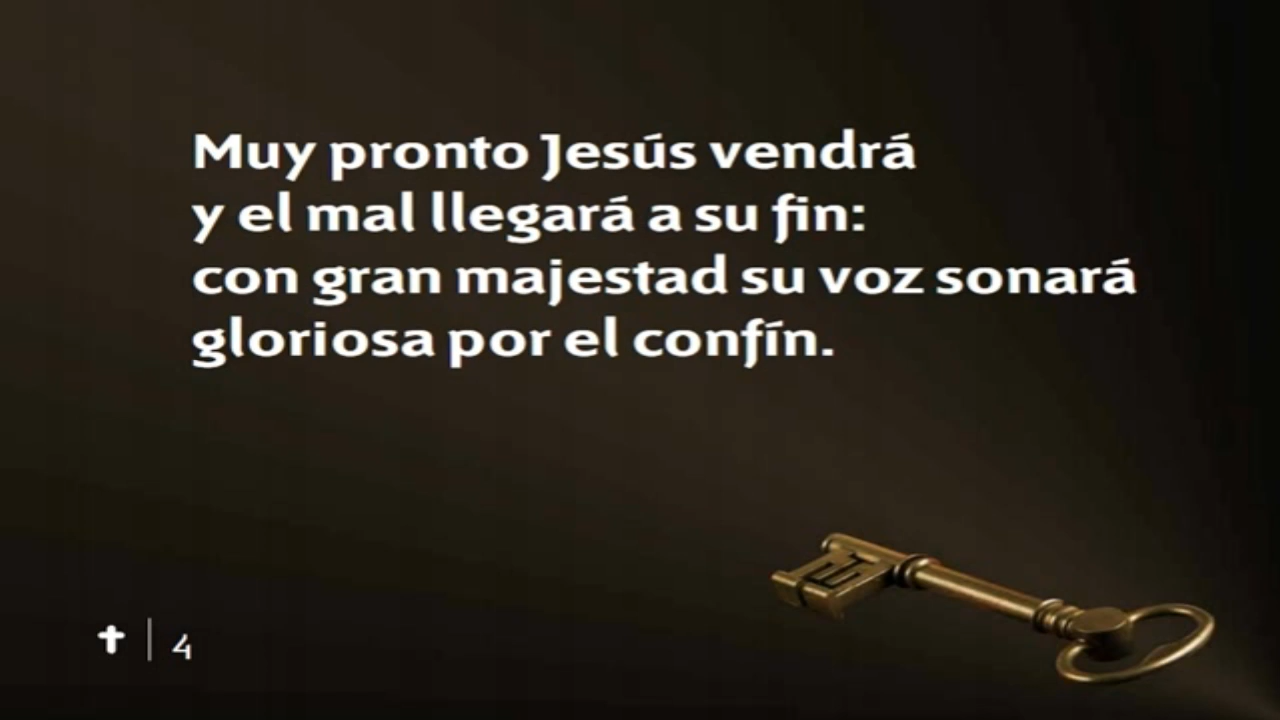 Muy pronto Jesús vendrá
y el mal llegará a su fin:
con gran majestad su voz sonará
gloriosa por el confín.
4